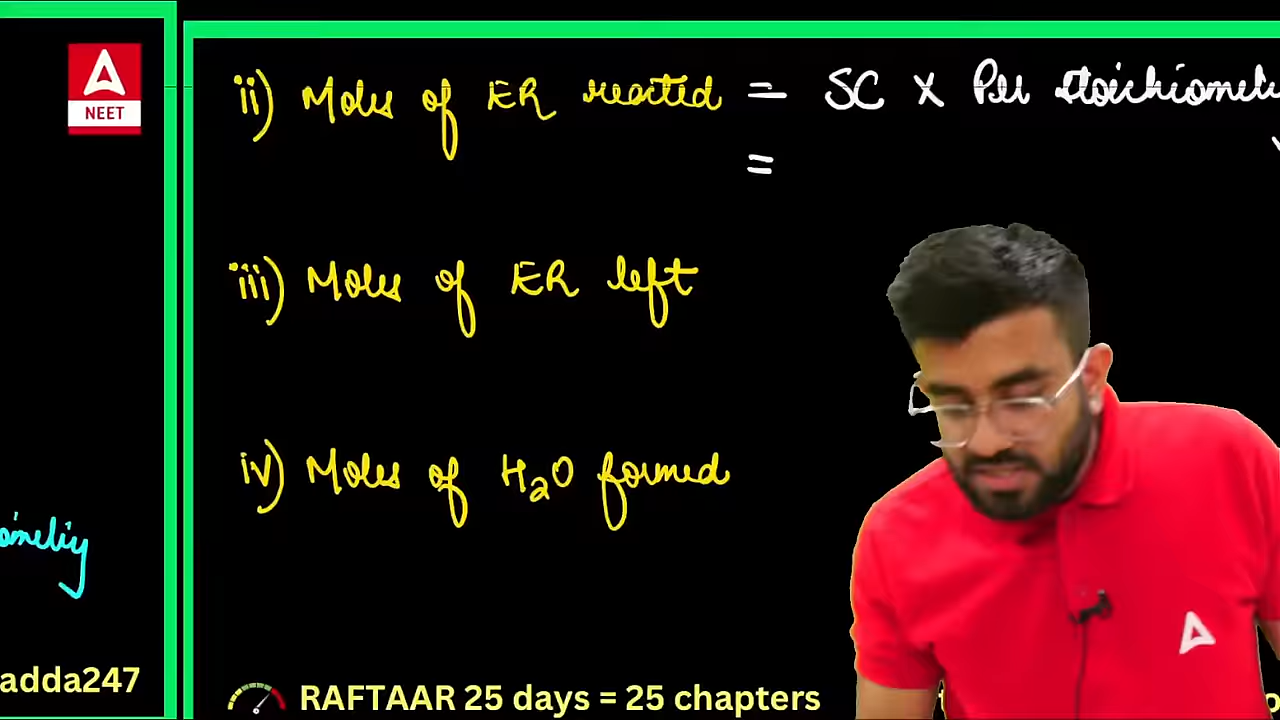 NEET
ii) Moles of ER reacted = SC X Per stoichiomet
=
iii) Moles of ER left
iv) Moles of H₂O formed
adda247
RAFTAAR 25 days = 25 chapters